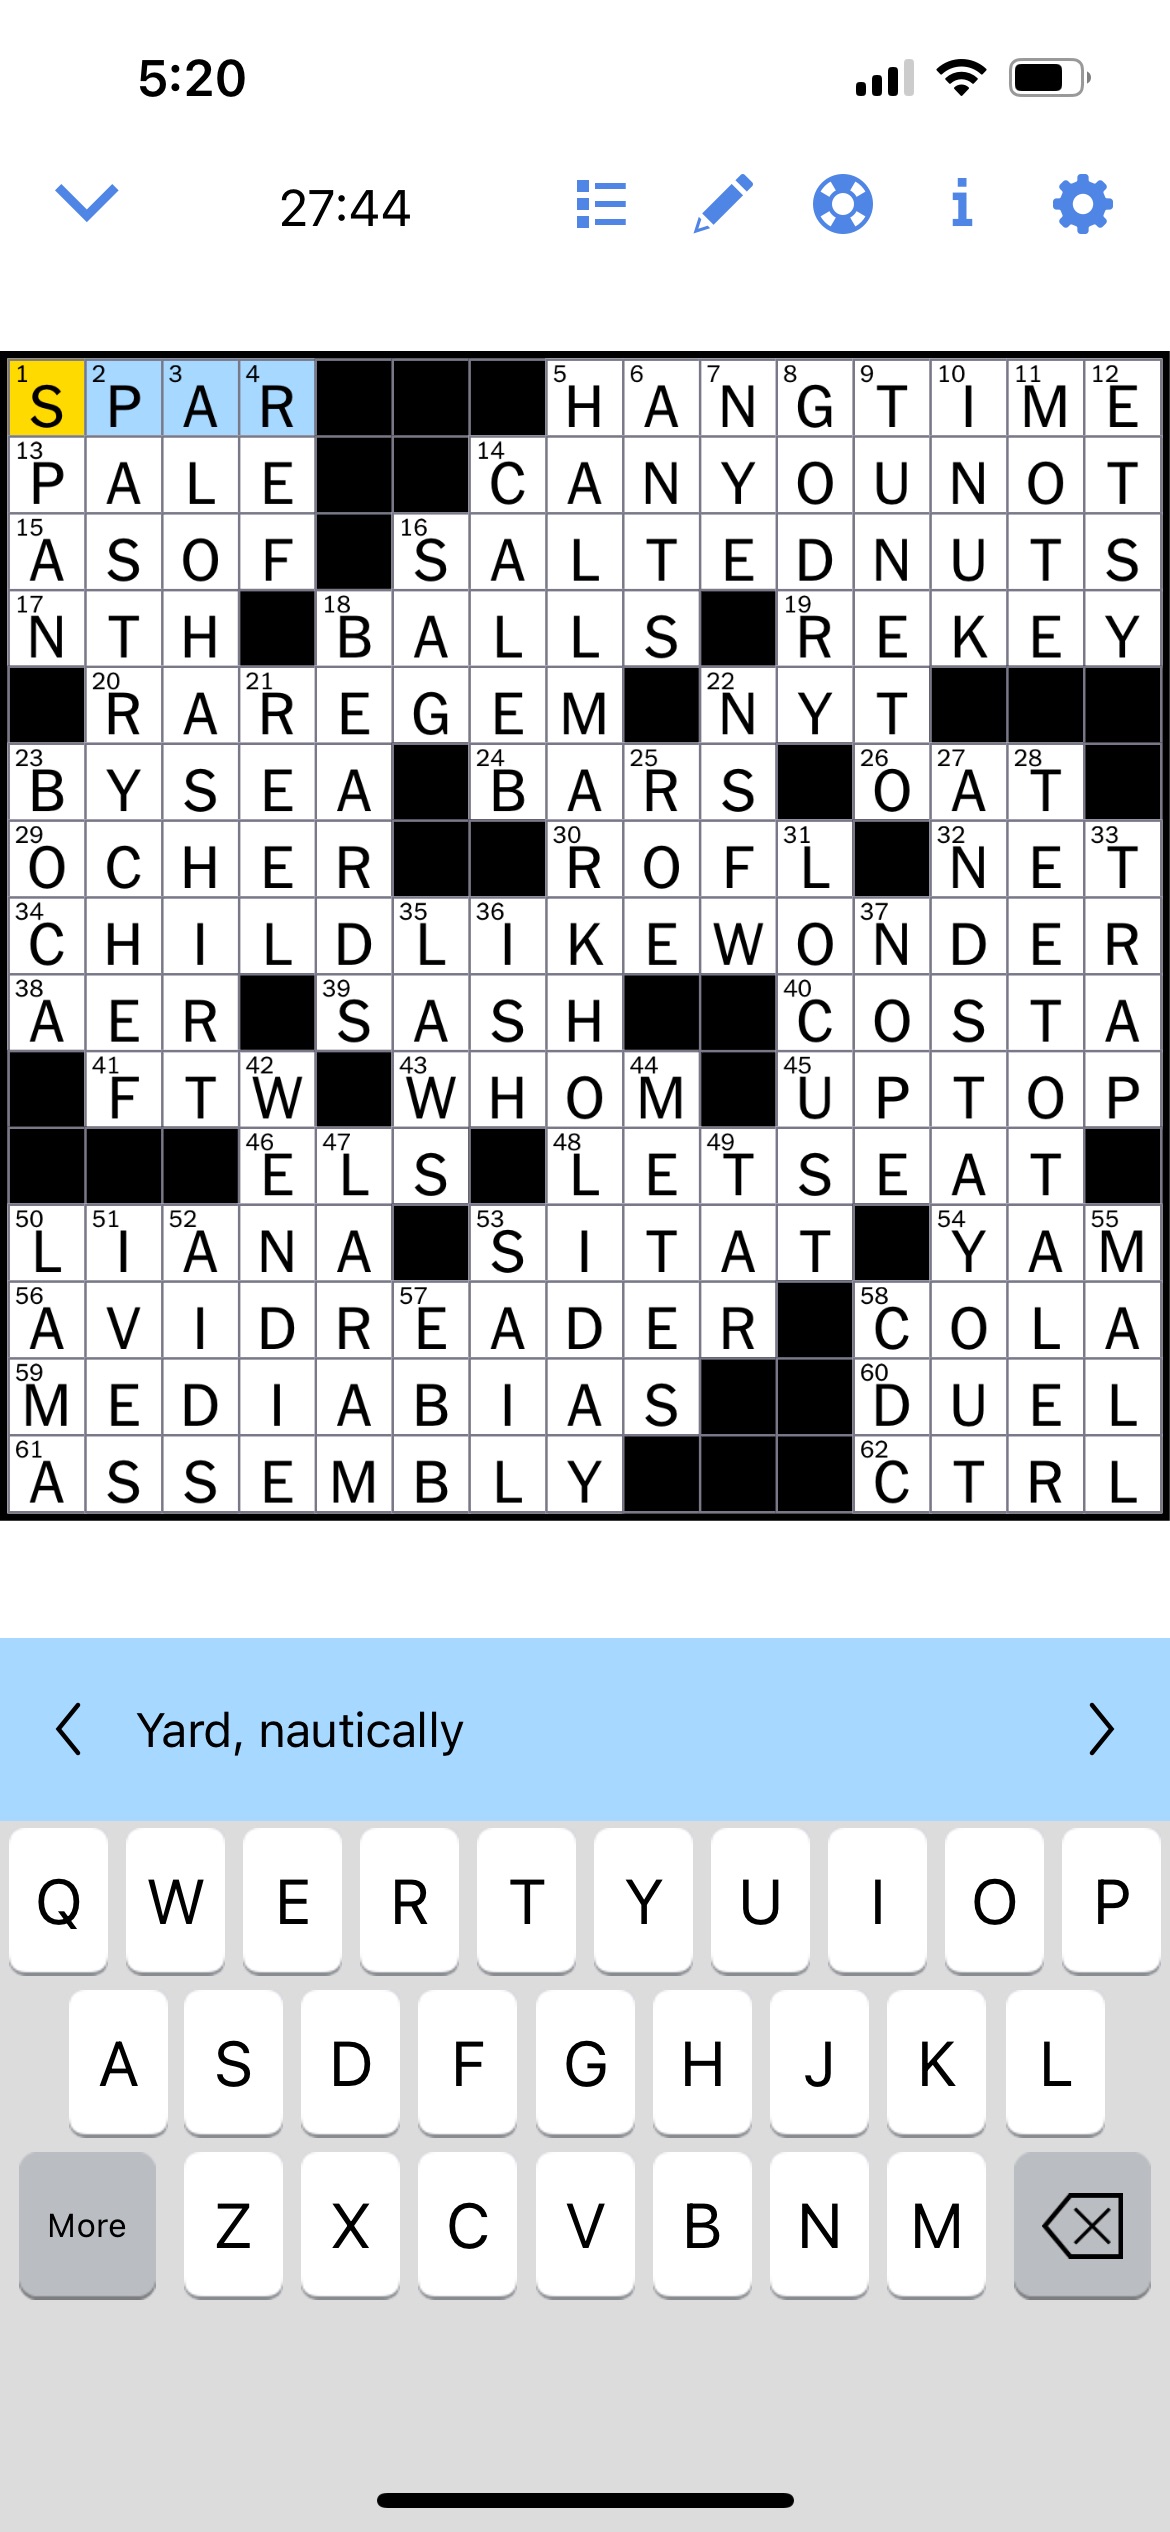 5:20
27:44
1 S 2 P 3 A 4 R 5 H 6 A 7 N 8 G 9 T 10 I 11 M 12 E
13 P A L E 14 C A N Y O U N O T
15 A S O F 16 S A L T E D N U T S
17 N T H 18 B A L L S 19 R E K E Y
20 R A 21 R E G E M 22 N Y T
23 B Y S E A 24 B A 25 R S 26 O 27 A 28 T
29 O C H E R 30 R O F 31 L 32 N E 33 T
34 C H I L D 35 L 36 I K E W O 37 N D E R
38 A E R 39 S A S H 40 C O S T A
41 F T 42 W 43 W H O 44 M 45 U P T O P
46 E 47 L S 48 L E 49 T S E A T
50 L 51 I 52 A N A 53 S I T A T 54 Y A 55 M
56 A V I D R 57 E A D E R 58 C O L A
59 M E D I A B I A S 60 D U E L
61 A S S E M B L Y 62 C T R L
Yard, nautically
Q W E R T Y U I O P
A S D F G H J K L
More Z X C V B N M